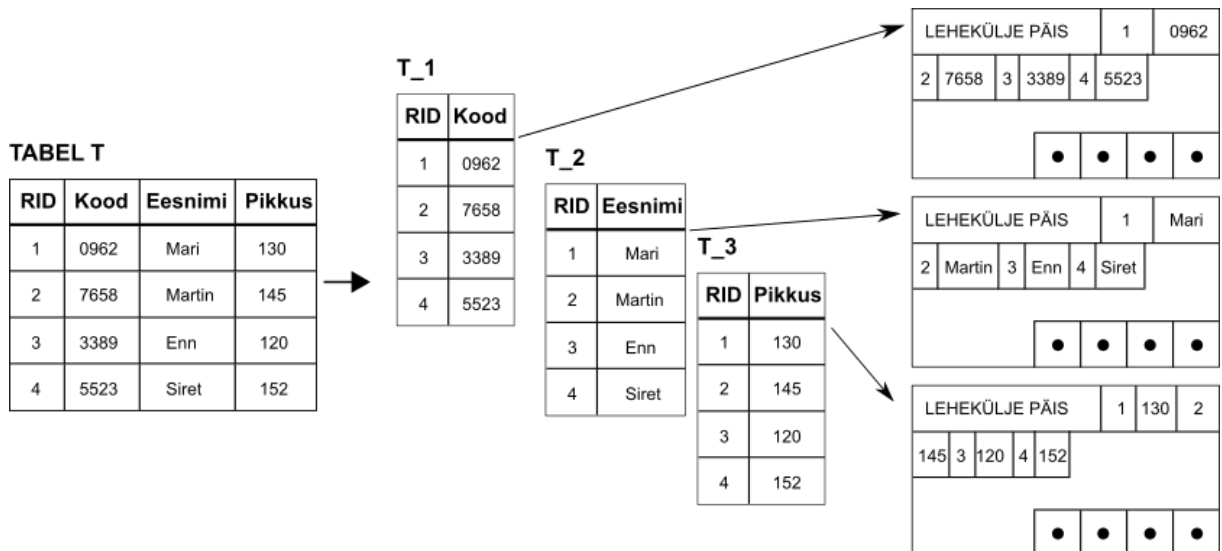 TABEL T
RID Kood Eesnimi Pikkus
1 0962 Mari 130
2 7658 Martin 145
3 3389 Enn 120
4 5523 Siret 152
T_1
RID Kood
1 0962
2 7658
3 3389
4 5523
T_2
RID Eesnimi
1 Mari
2 Martin
3 Enn
4 Siret
T_3
RID Pikkus
1 130
2 145
3 120
4 152
LEHEKÜLJE PÄIS 1 0962
2 7658 3 3389 4 5523
LEHEKÜLJE PÄIS 1 Mari
2 Martin 3 Enn 4 Siret
LEHEKÜLJE PÄIS 1 130 2
145 3 120 4 152